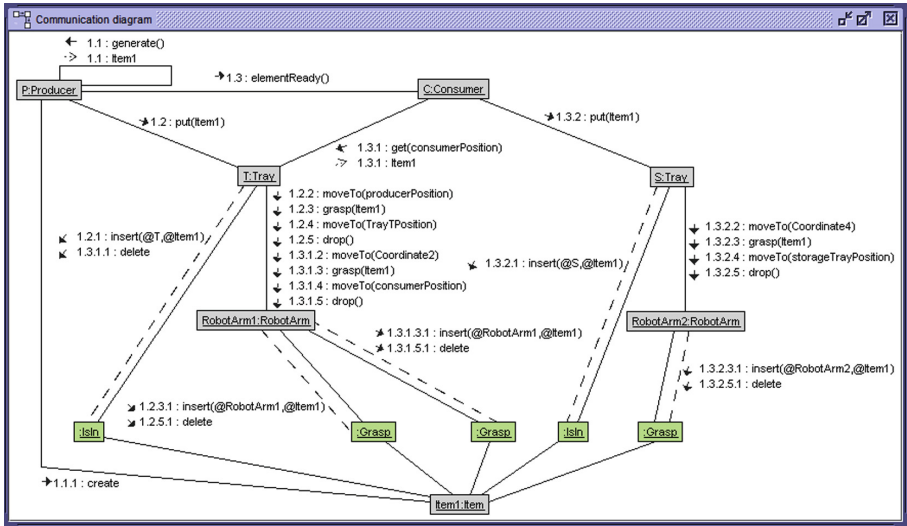 Communication diagram
1.1 : generate()
1.1 : Item1
1.3 : elementReady()
P:Producer
C:Consumer
1.2 : put(Item1)
1.3.2 : put(Item1)
1.3.1 : get(consumerPosition)
1.3.1 : Item1
T:Tray
S:Tray
1.2.2 : moveTo(producerPosition)
1.2.3 : grasp(Item1)
1.2.4 : moveTo(TrayTPosition)
1.2.5 : drop()
1.3.1.2 : moveTo(Coordinate2)
1.3.1.3 : grasp(Item1)
1.3.1.4 : moveTo(consumerPosition)
1.3.1.5 : drop()
1.2.1 : insert(@T,@Item1)
1.3.1.1 : delete
1.3.2.2 : moveTo(Coordinate4)
1.3.2.3 : grasp(Item1)
1.3.2.4 : moveTo(storageTrayPosition)
1.3.2.5 : drop()
1.3.2.1 : insert(@S,@Item1)
RobotArm1:RobotArm
RobotArm2:RobotArm
1.3.1.3.1 : insert(@RobotArm1,@Item1)
1.3.1.5.1 : delete
1.3.2.3.1 : insert(@RobotArm2,@Item1)
1.3.2.5.1 : delete
1.2.3.1 : insert(@RobotArm1,@Item1)
1.2.5.1 : delete
:IsIn
:Grasp
:Grasp
:IsIn
:Grasp
1.1.1 : create
Item1:Item